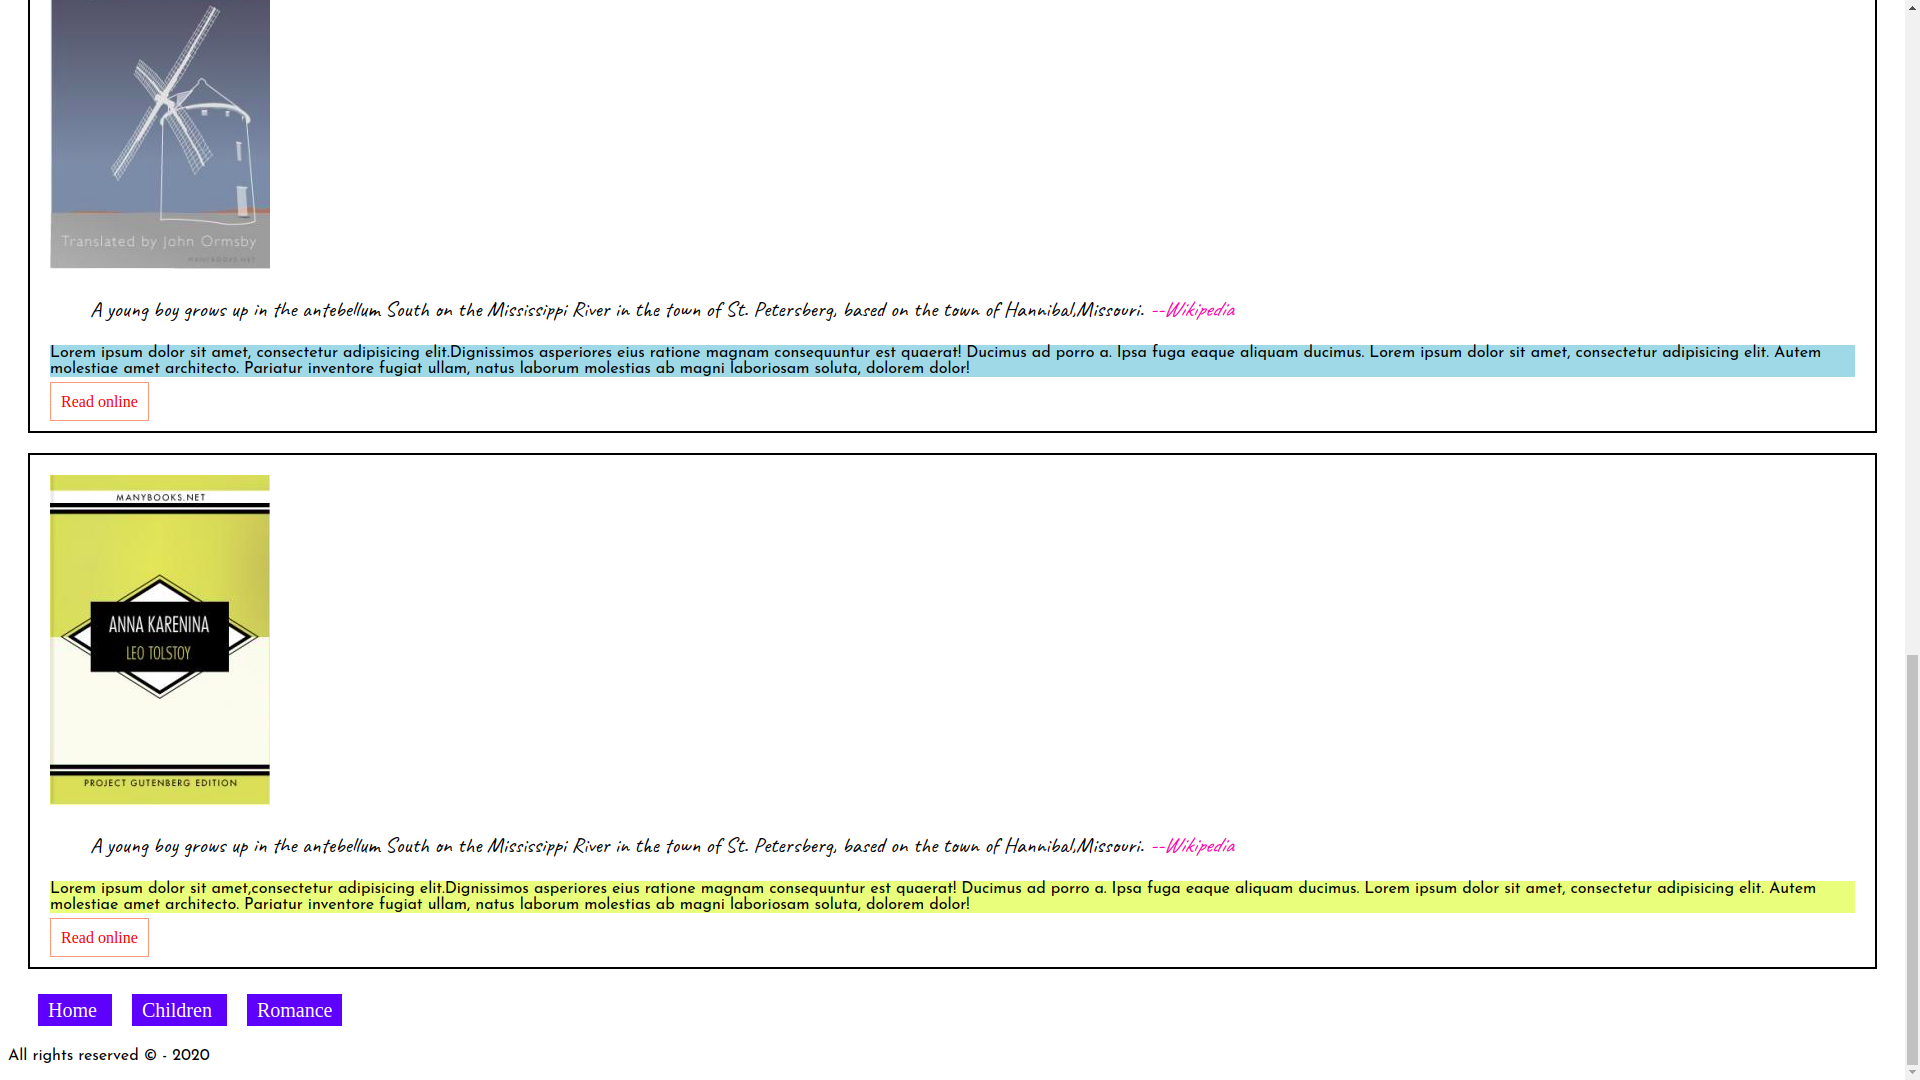 Translated by John Ormsby
MANYBOOKS.NET
A young boy grows up in the antebellum South on the Mississippi River in the town of St. Petersberg, based on the town of Hannibal,Missouri. --Wikipedia
Lorem ipsum dolor sit amet, consectetur adipisicing elit.Dignissimos asperiores eius ratione magnam consequuntur est quaerat! Ducimus ad porro a. Ipsa fuga eaque aliquam ducimus. Lorem ipsum dolor sit amet, consectetur adipisicing elit. Autem
molestiae amet architecto. Pariatur inventore fugiat ullam, natus laborum molestias ab magni laboriosam soluta, dolorem dolor!
Read online
MANYBOOKS.NET
ANNA KARENINA
LEO TOLSTOY
PROJECT GUTENBERG EDITION
A young boy grows up in the antebellum South on the Mississippi River in the town of St. Petersberg, based on the town of Hannibal,Missouri. --Wikipedia
Lorem ipsum dolor sit amet,consectetur adipisicing elit.Dignissimos asperiores eius ratione magnam consequuntur est quaerat! Ducimus ad porro a. Ipsa fuga eaque aliquam ducimus. Lorem ipsum dolor sit amet, consectetur adipisicing elit. Autem
molestiae amet architecto. Pariatur inventore fugiat ullam, natus laborum molestias ab magni laboriosam soluta, dolorem dolor!
Read online
Home Children Romance
All rights reserved © - 2020